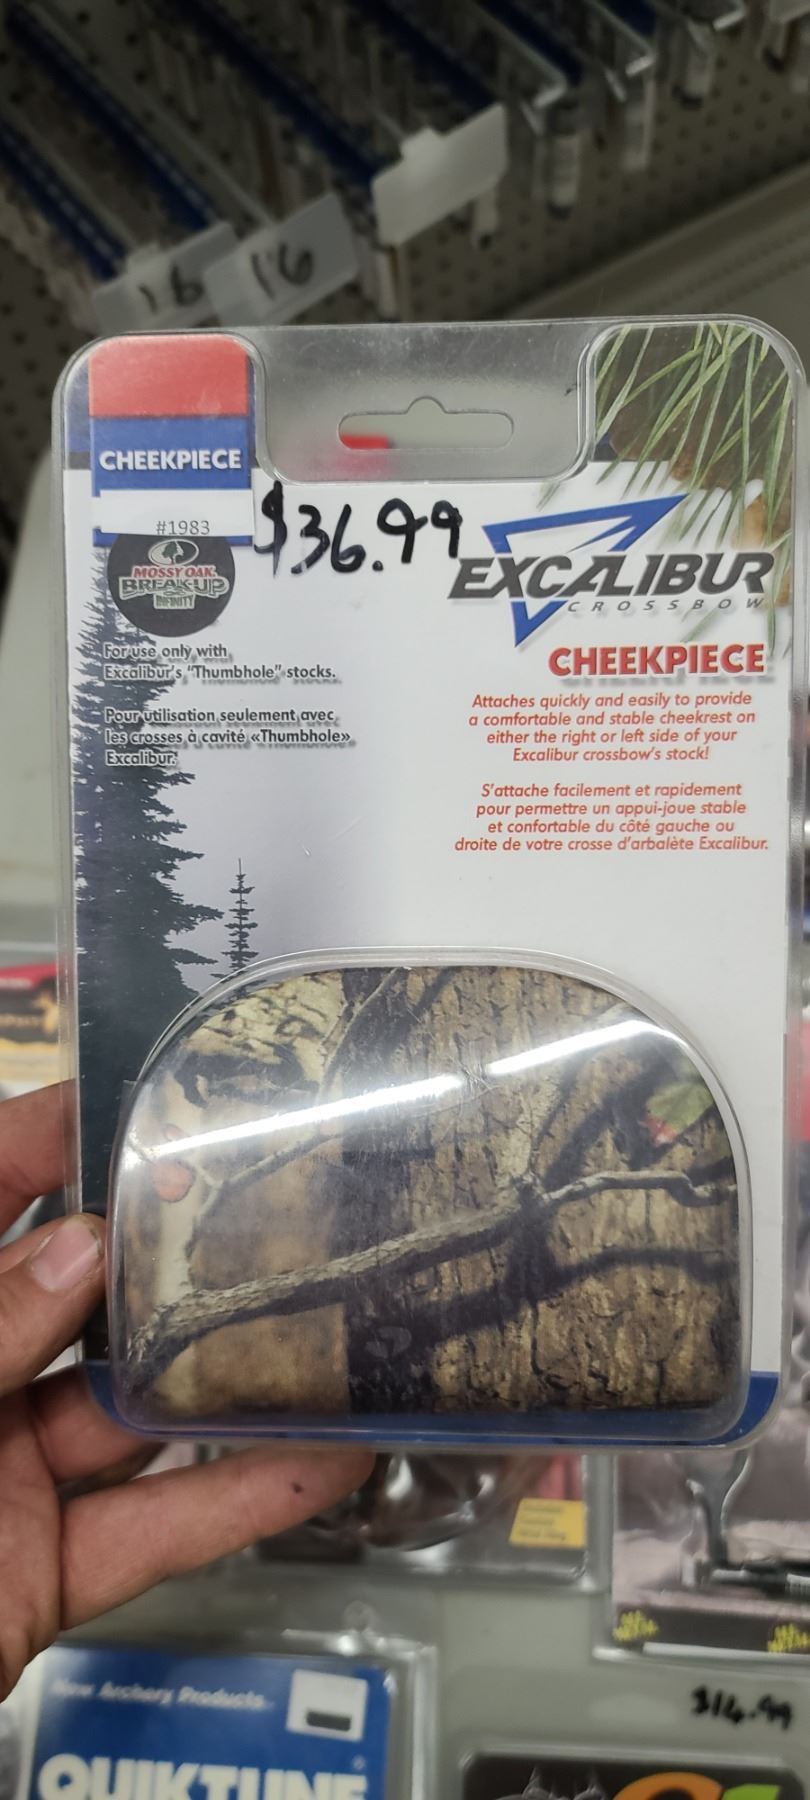 16
16
CHEEKPIECE
#1983
$36.99
MOSSY OAK
BREAK-UP
INFINITY
EXCALIBUR
CROSSBOW
For use only with
Excalibur's "Thumbhole" stocks.
Pour utilisation seulement avec
les crosses à cavité «Thumbhole»
Excalibur.
CHEEKPIECE
Attaches quickly and easily to provide
a comfortable and stable cheekrest on
either the right or left side of your
Excalibur crossbow's stock!
S'attache facilement et rapidement
pour permettre un appui-joue stable
et confortable du côté gauche ou
droite de votre crosse d'arbalète Excalibur.
New Archery Products
QUIKTUNE
$14.99